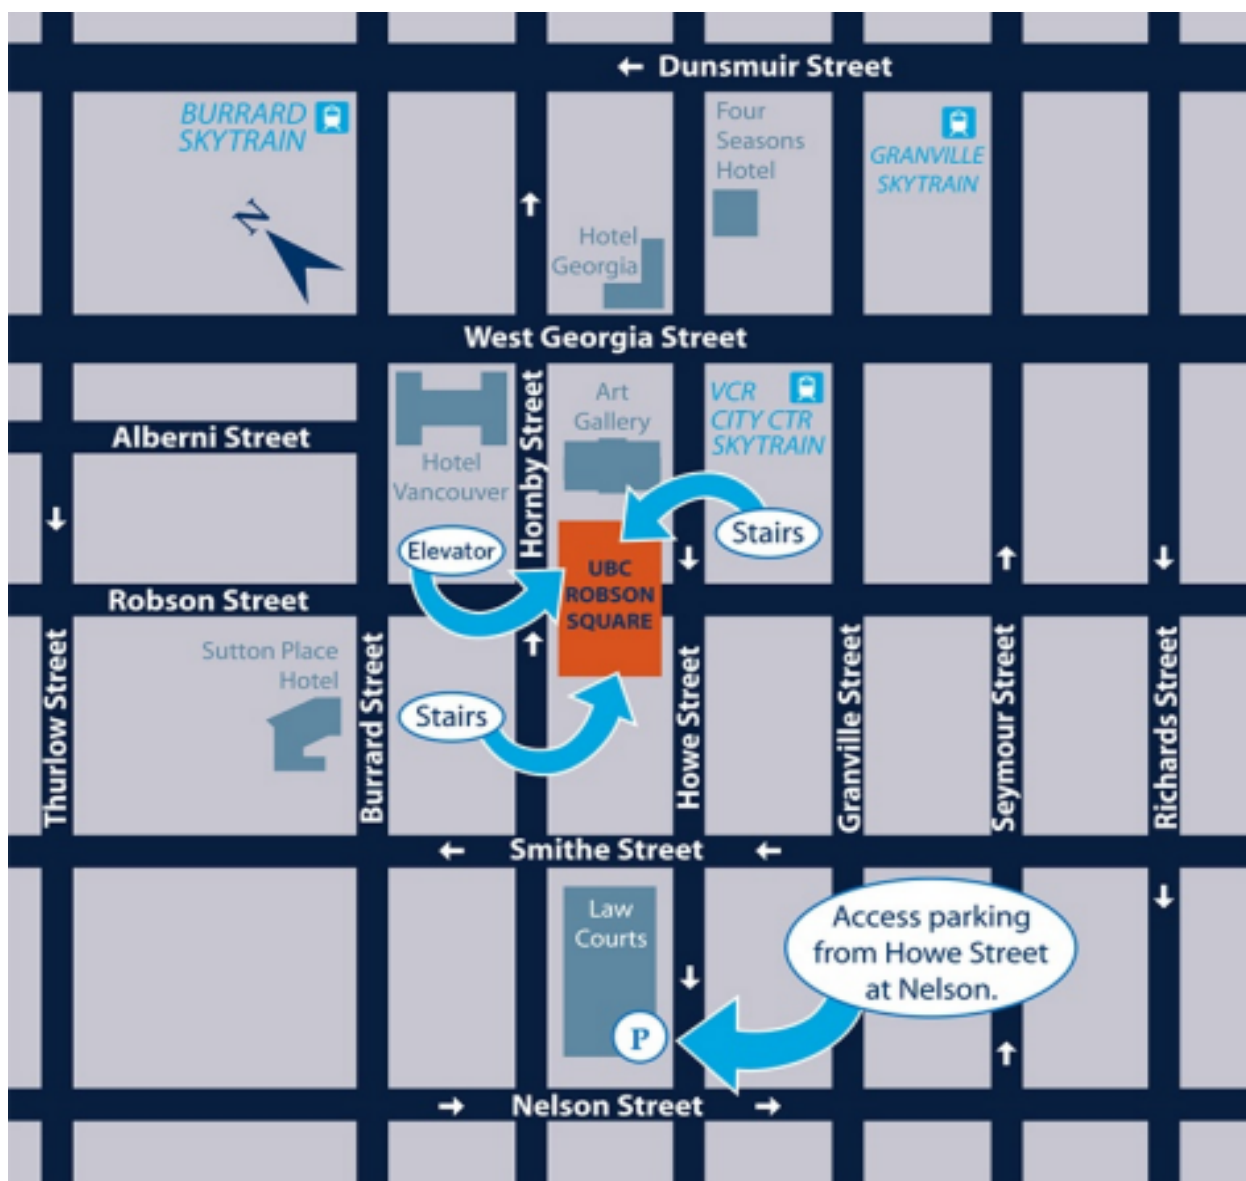 ← Dunsmuir Street
BURRARD
SKYTRAIN
Four
Seasons
Hotel
GRANVILLE
SKYTRAIN
N
Hotel
Georgia
West Georgia Street
Alberni Street
Hotel
Vancouver
Hornby Street
Art
Gallery
VCR
CITY CTR
SKYTRAIN
Stairs
Elevator
UBC
ROBSON
SQUARE
Robson Street
Sutton Place
Hotel
Stairs
Thurlow Street
Burrard Street
Howe Street
Granville Street
Seymour Street
Richards Street
← Smithe Street ←
Law
Courts
P
Access parking
from Howe Street
at Nelson.
→ Nelson Street →